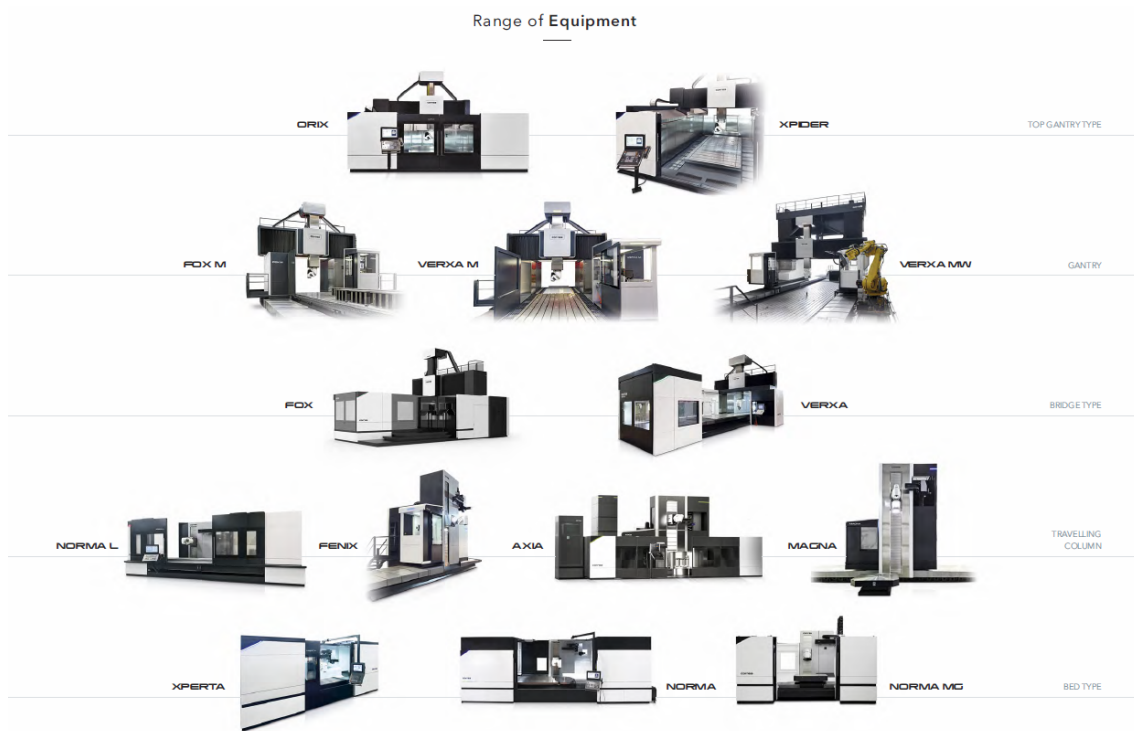 Range of Equipment
ORIX
XPIDER
TOP GANTRY TYPE
FOX M
VERXA M
VERXA MW
GANTRY
FOX
VERXA
BRIDGE TYPE
NORMA L
FENIX
AXIA
MAGNA
TRAVELLING
COLUMN
XPERTA
NORMA
NORMA MG
BED TYPE